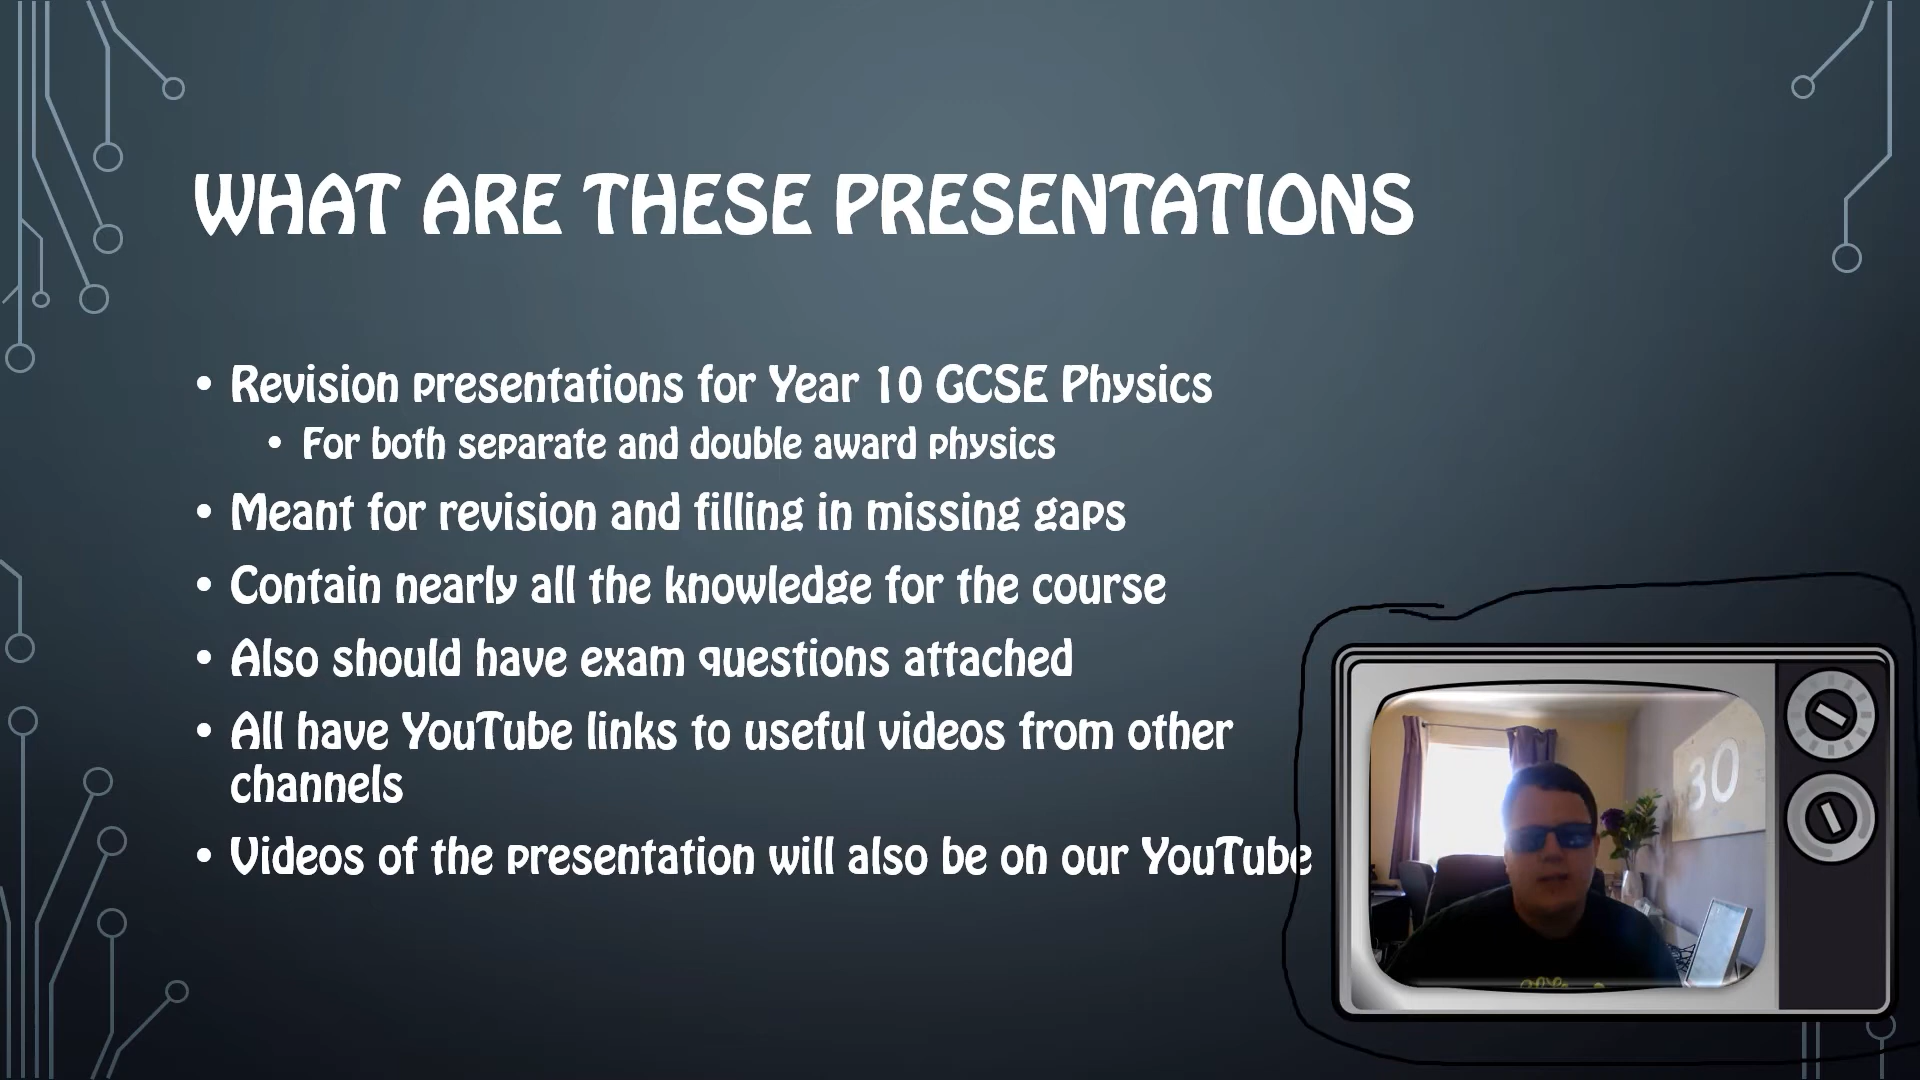 WHAT ARE THESE PRESENTATIONS
• Revision presentations for Year 10 GCSE Physics
• For both separate and double award physics
• Meant for revision and filling in missing gaps
• Contain nearly all the knowledge for the course
• Also should have exam questions attached
• All have YouTube links to useful videos from other
channels
• Videos of the presentation will also be on our YouTube
30